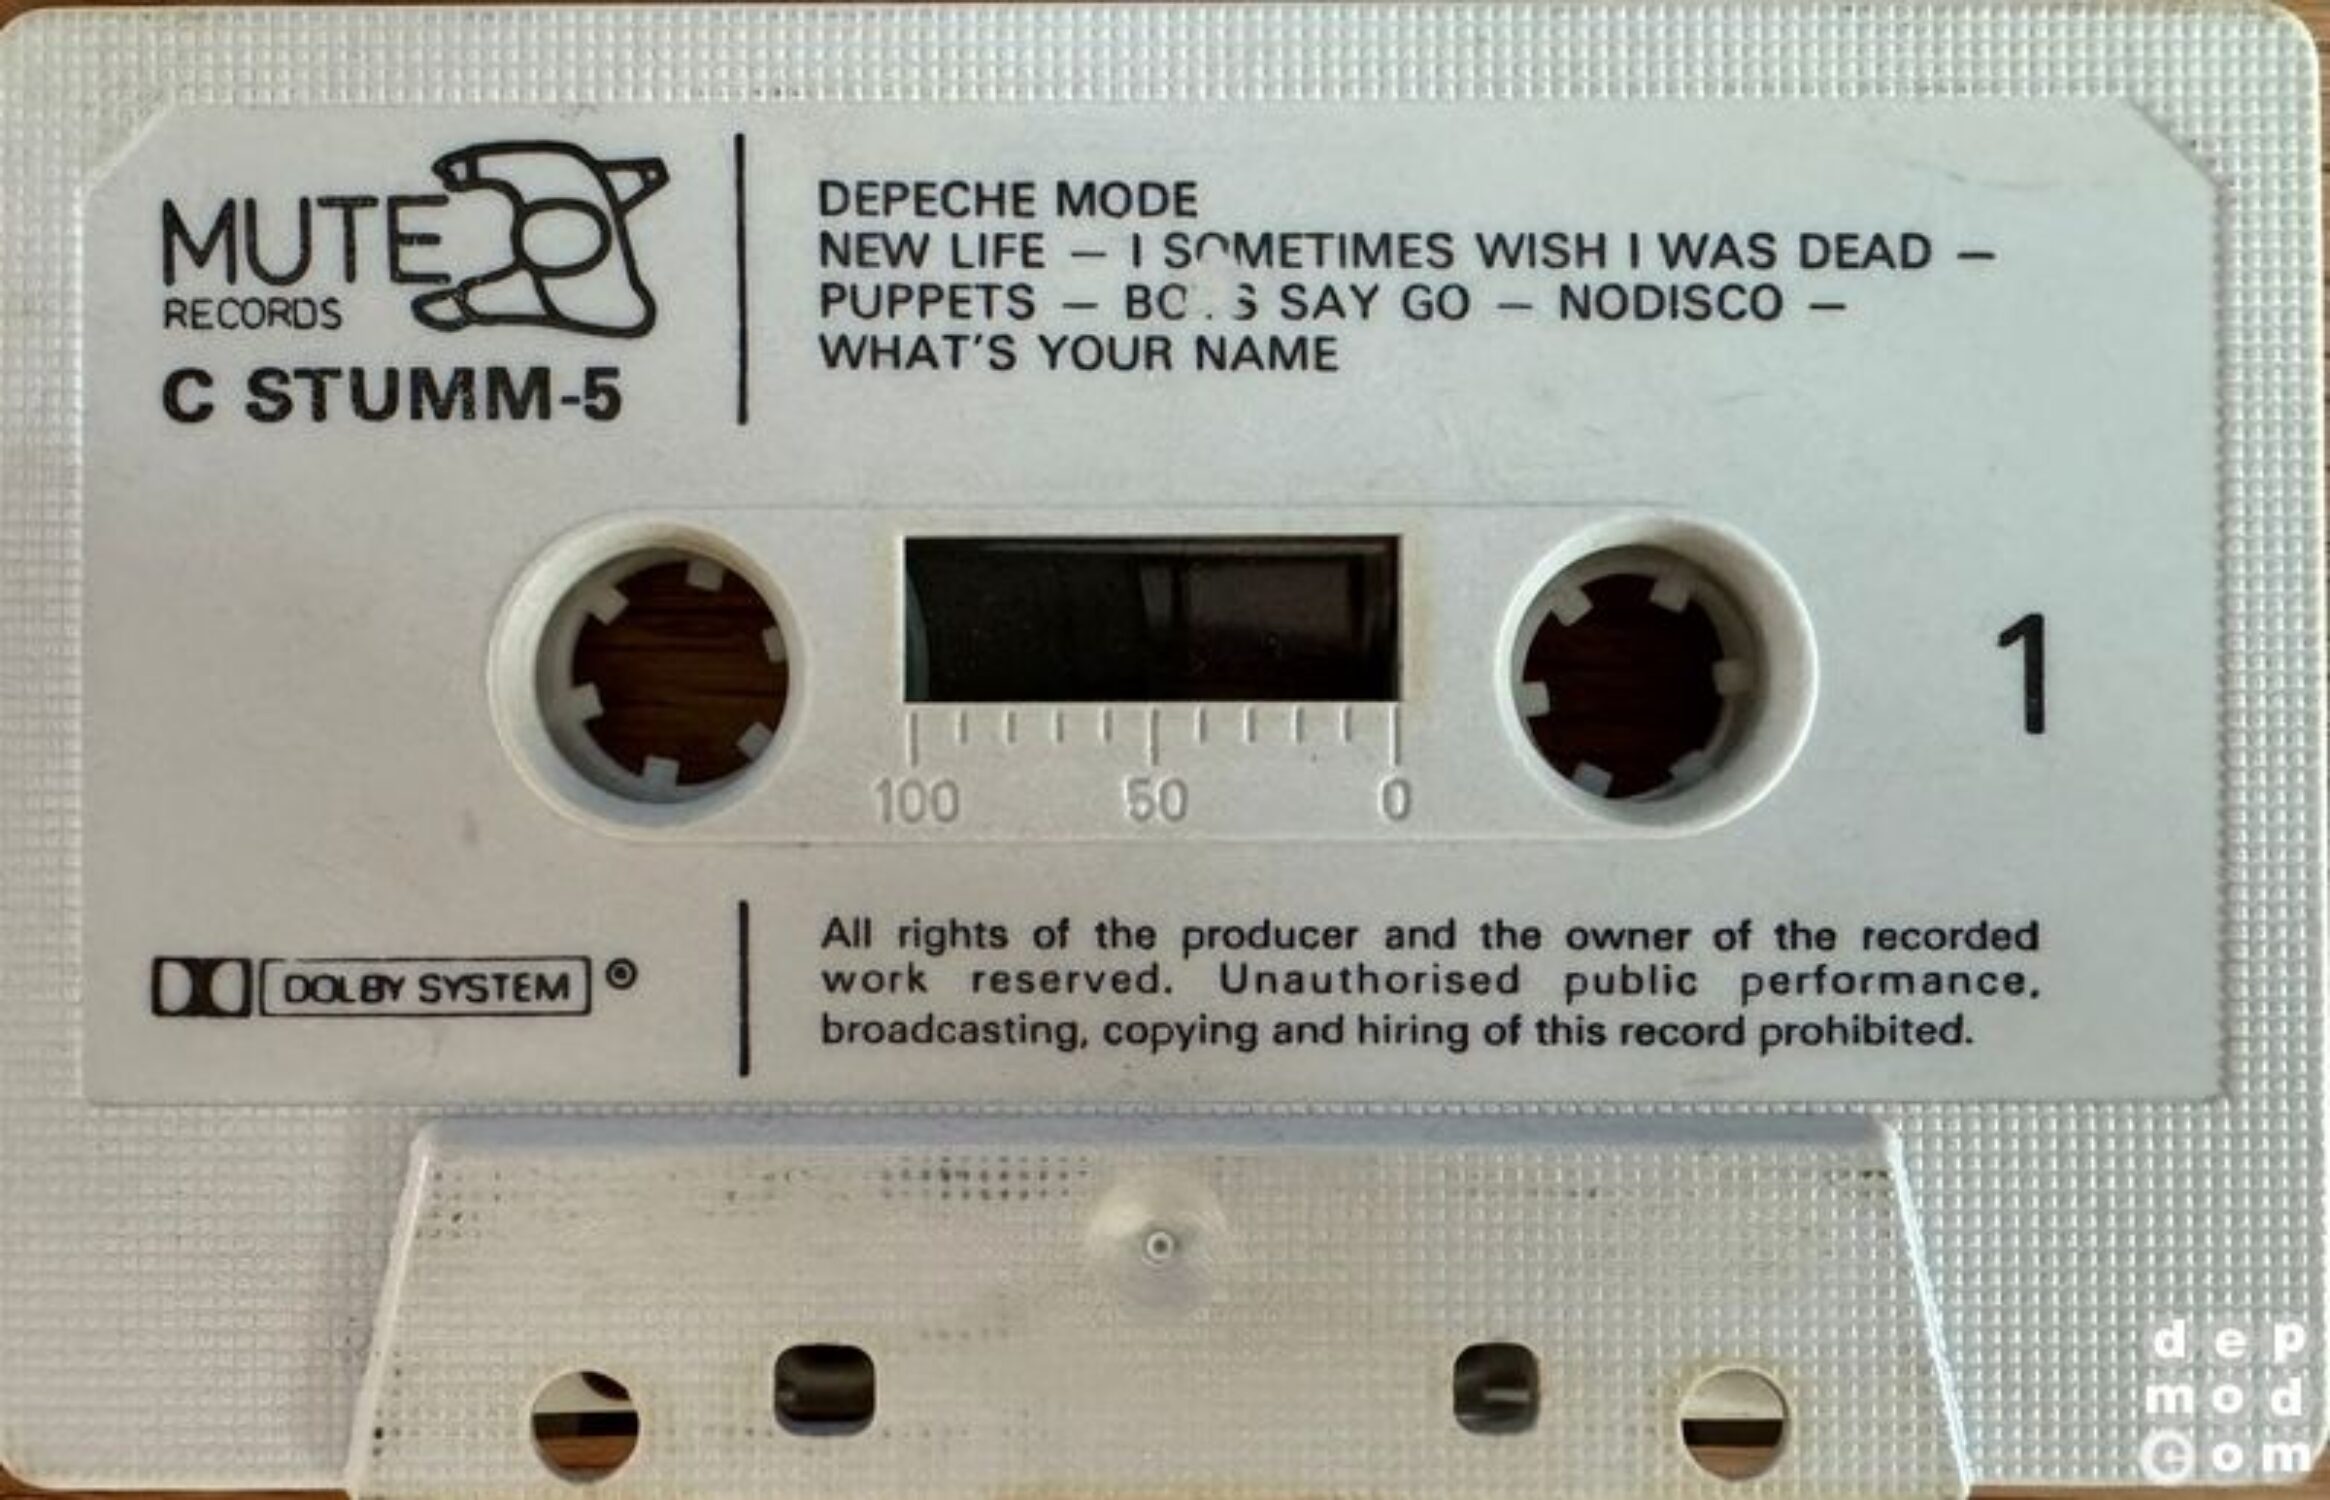 MUTE
RECORDS
C STUMM-5
DEPECHE MODE
NEW LIFE — I SOMETIMES WISH I WAS DEAD —
PUPPETS — SAY GO — NODISCO —
WHAT'S YOUR NAME
100 50 0
1
DOLBY SYSTEM ®
All rights of the producer and the owner of the recorded
work reserved. Unauthorised public performance,
broadcasting, copying and hiring of this record prohibited.
dep
mod
com